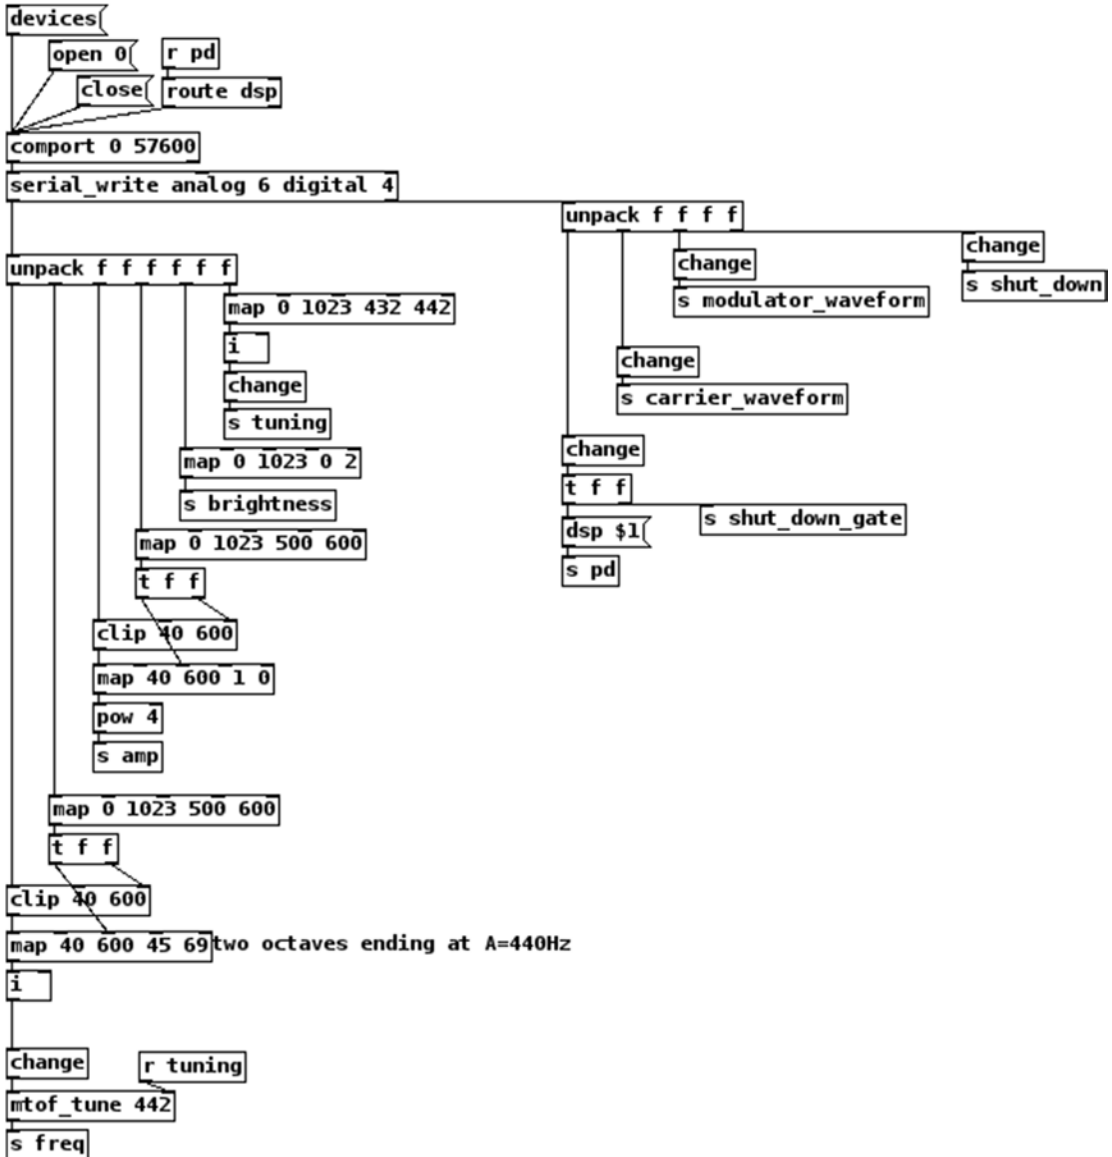 devices
open 0
r pd
close
route dsp
comport 0 57600
serial_write analog 6 digital 4
unpack f f f f
change
change
s shut_down
s modulator_waveform
unpack f f f f f f
map 0 1023 432 442
i
change
s tuning
change
s carrier_waveform
map 0 1023 0 2
s brightness
change
t f f
s shut_down_gate
dsp $1
s pd
map 0 1023 500 600
t f f
clip 40 600
map 40 600 1 0
pow 4
s amp
map 0 1023 500 600
t f f
clip 40 600
map 40 600 45 69
two octaves ending at A=440Hz
i
change
r tuning
mtof_tune 442
s freq